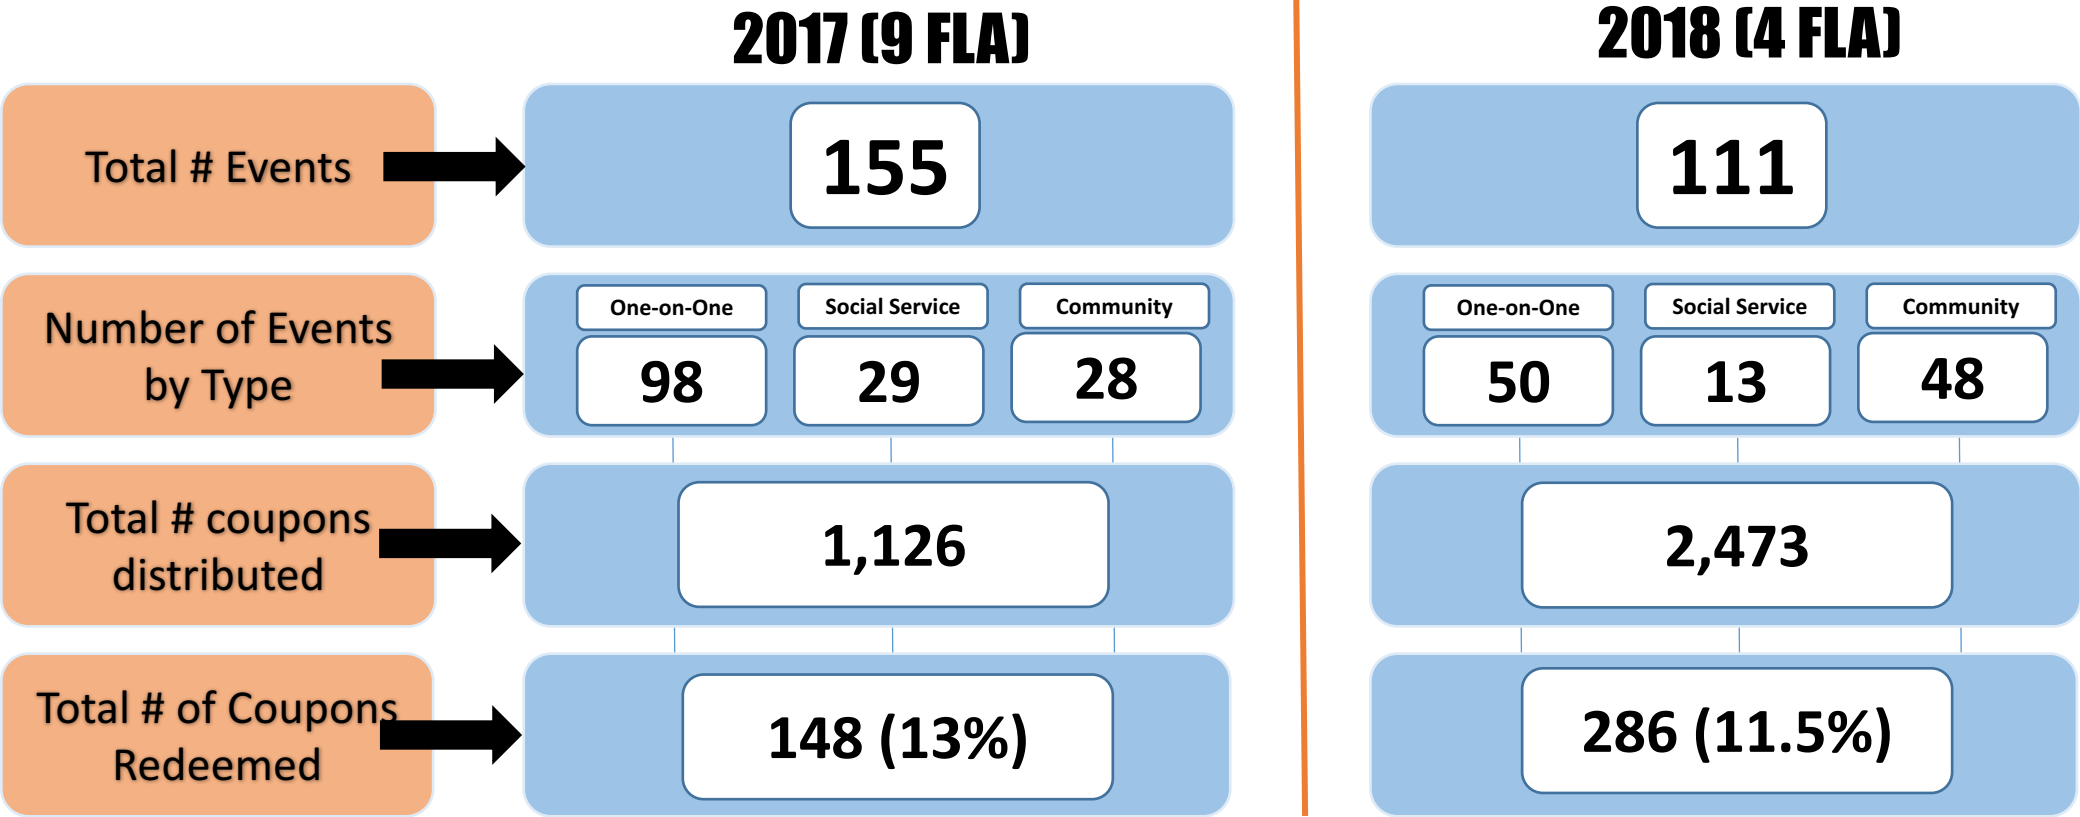 2017 (9 FLA)
2018 (4 FLA)
Total # Events
155
111
Number of Events
by Type
One-on-One
Social Service
Community
98
29
28
One-on-One
Social Service
Community
50
13
48
Total # coupons
distributed
1,126
2,473
Total # of Coupons
Redeemed
148 (13%)
286 (11.5%)